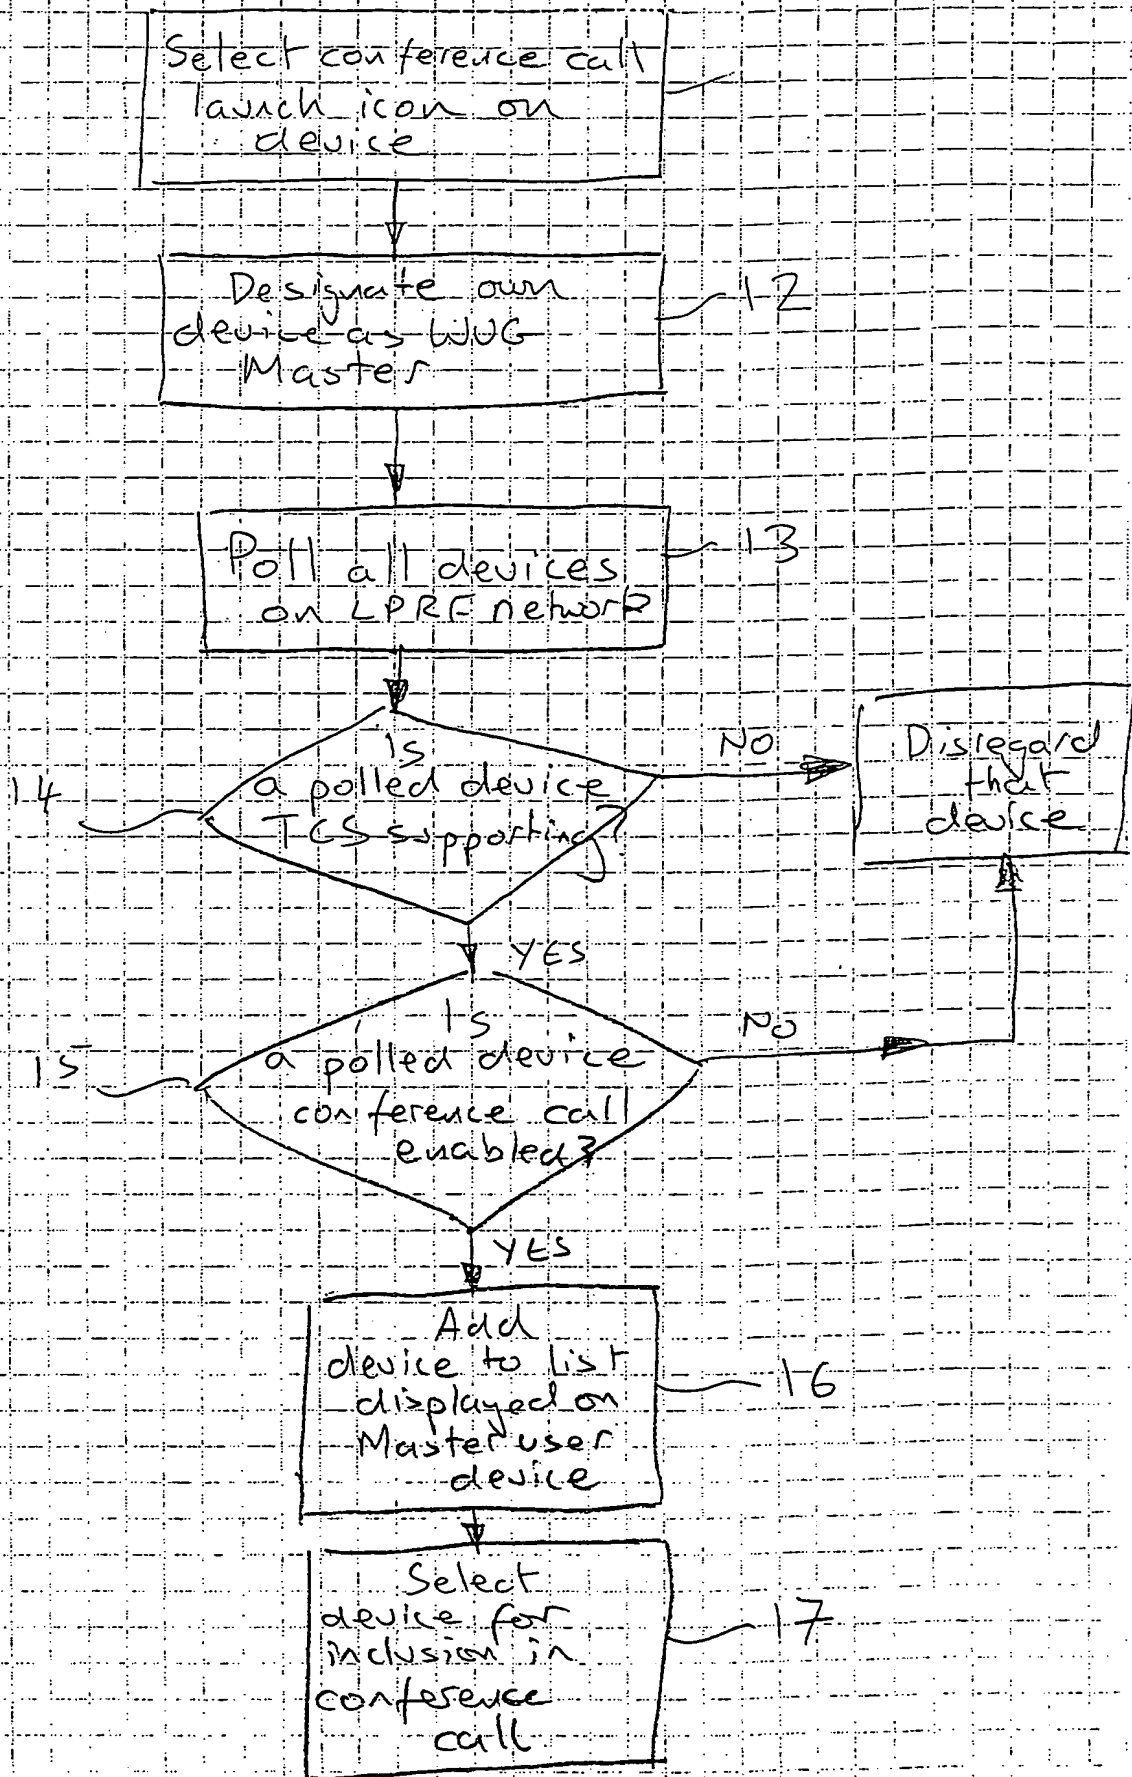 Select conference call
launch icon on
device
Designate own
device as WUG
Master
12
Poll all devices
on LPRF network
13
Is
a polled device
TCS supporting?
14
NO
Disregard
that
device
YES
Is
a polled device
conference call
enabled?
15
NO
YES
Add
device to list
displayed on
Master user
device
16
Select
device for
inclusion in
conference
call
17